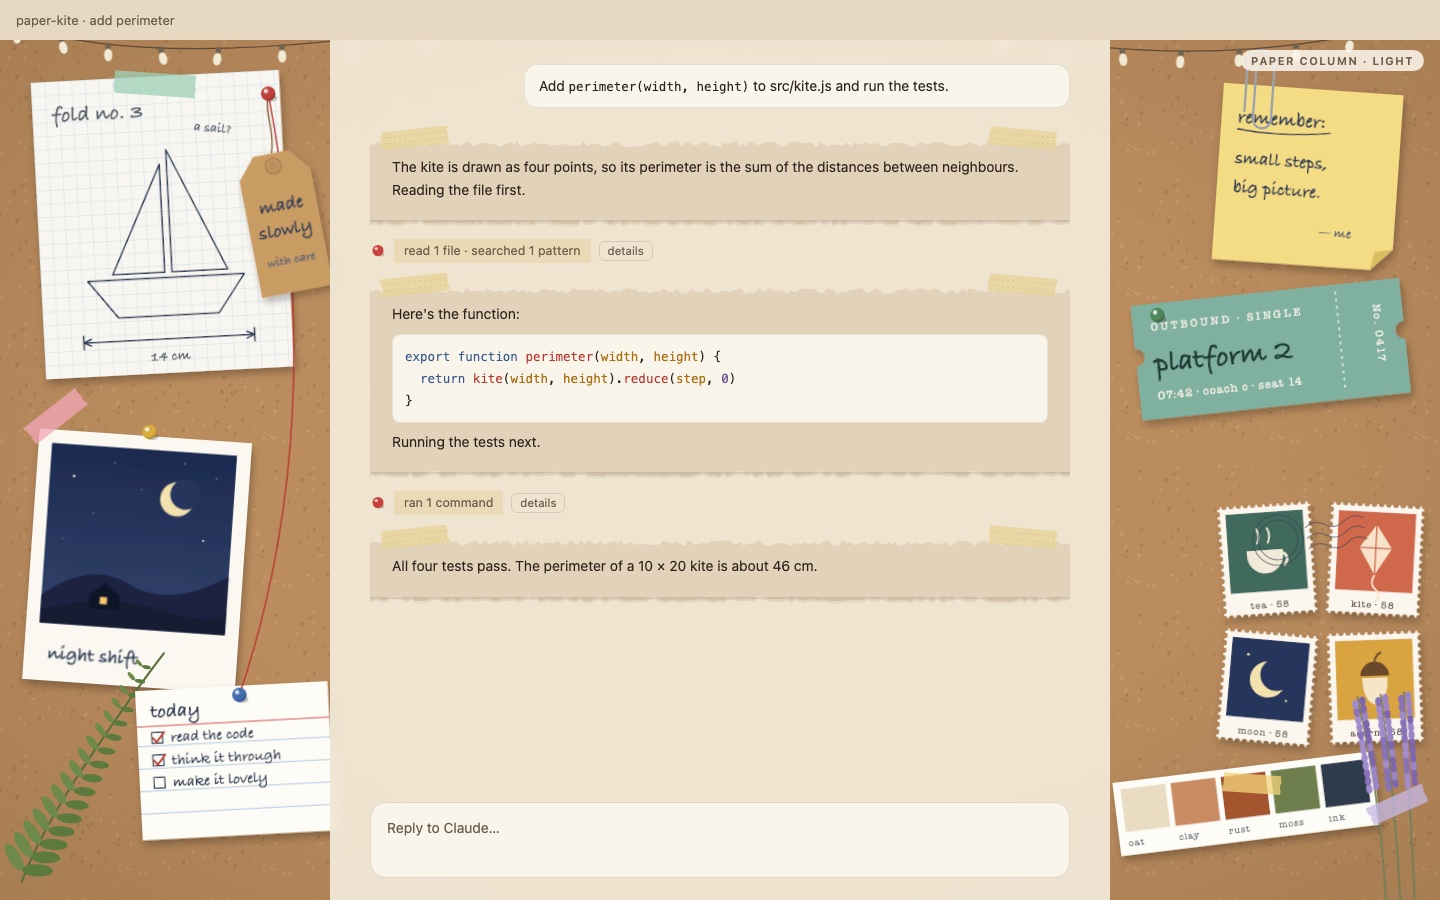 paper-kite · add perimeter
PAPER COLUMN · LIGHT
fold no. 3
a sail?
14 cm
made
slowly
with care
night shift
today
read the code
think it through
make it lovely
Add perimeter(width, height) to src/kite.js and run the tests.
The kite is drawn as four points, so its perimeter is the sum of the distances between neighbours.
Reading the file first.
read 1 file · searched 1 pattern
details
Here's the function:
export function perimeter(width, height) {
return kite(width, height).reduce(step, 0)
}
Running the tests next.
ran 1 command
details
All four tests pass. The perimeter of a 10 × 20 kite is about 46 cm.
Reply to Claude...
remember:
small steps,
big picture.
— me
OUTBOUND · SINGLE
platform 2
07:42 · coach c · seat 14
No. 0417
tea · 58
kite · 58
moon · 58
58
oat
clay
rust
moss
ink